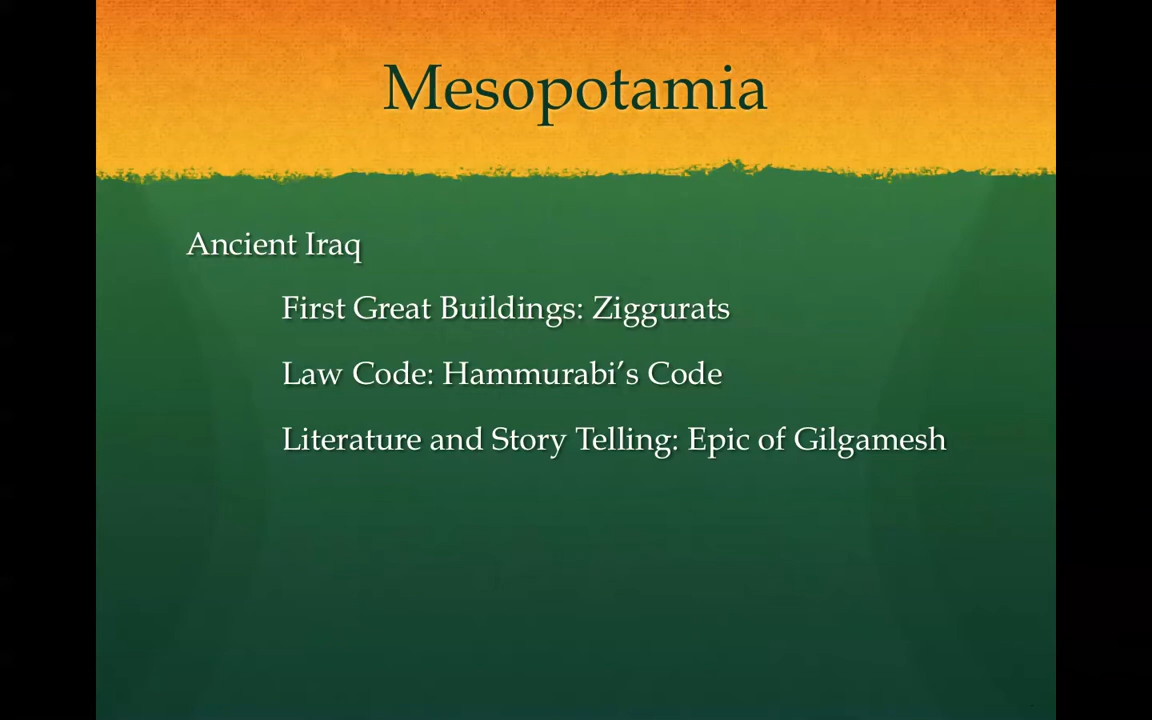 Mesopotamia
Ancient Iraq
First Great Buildings: Ziggurats
Law Code: Hammurabi’s Code
Literature and Story Telling: Epic of Gilgamesh